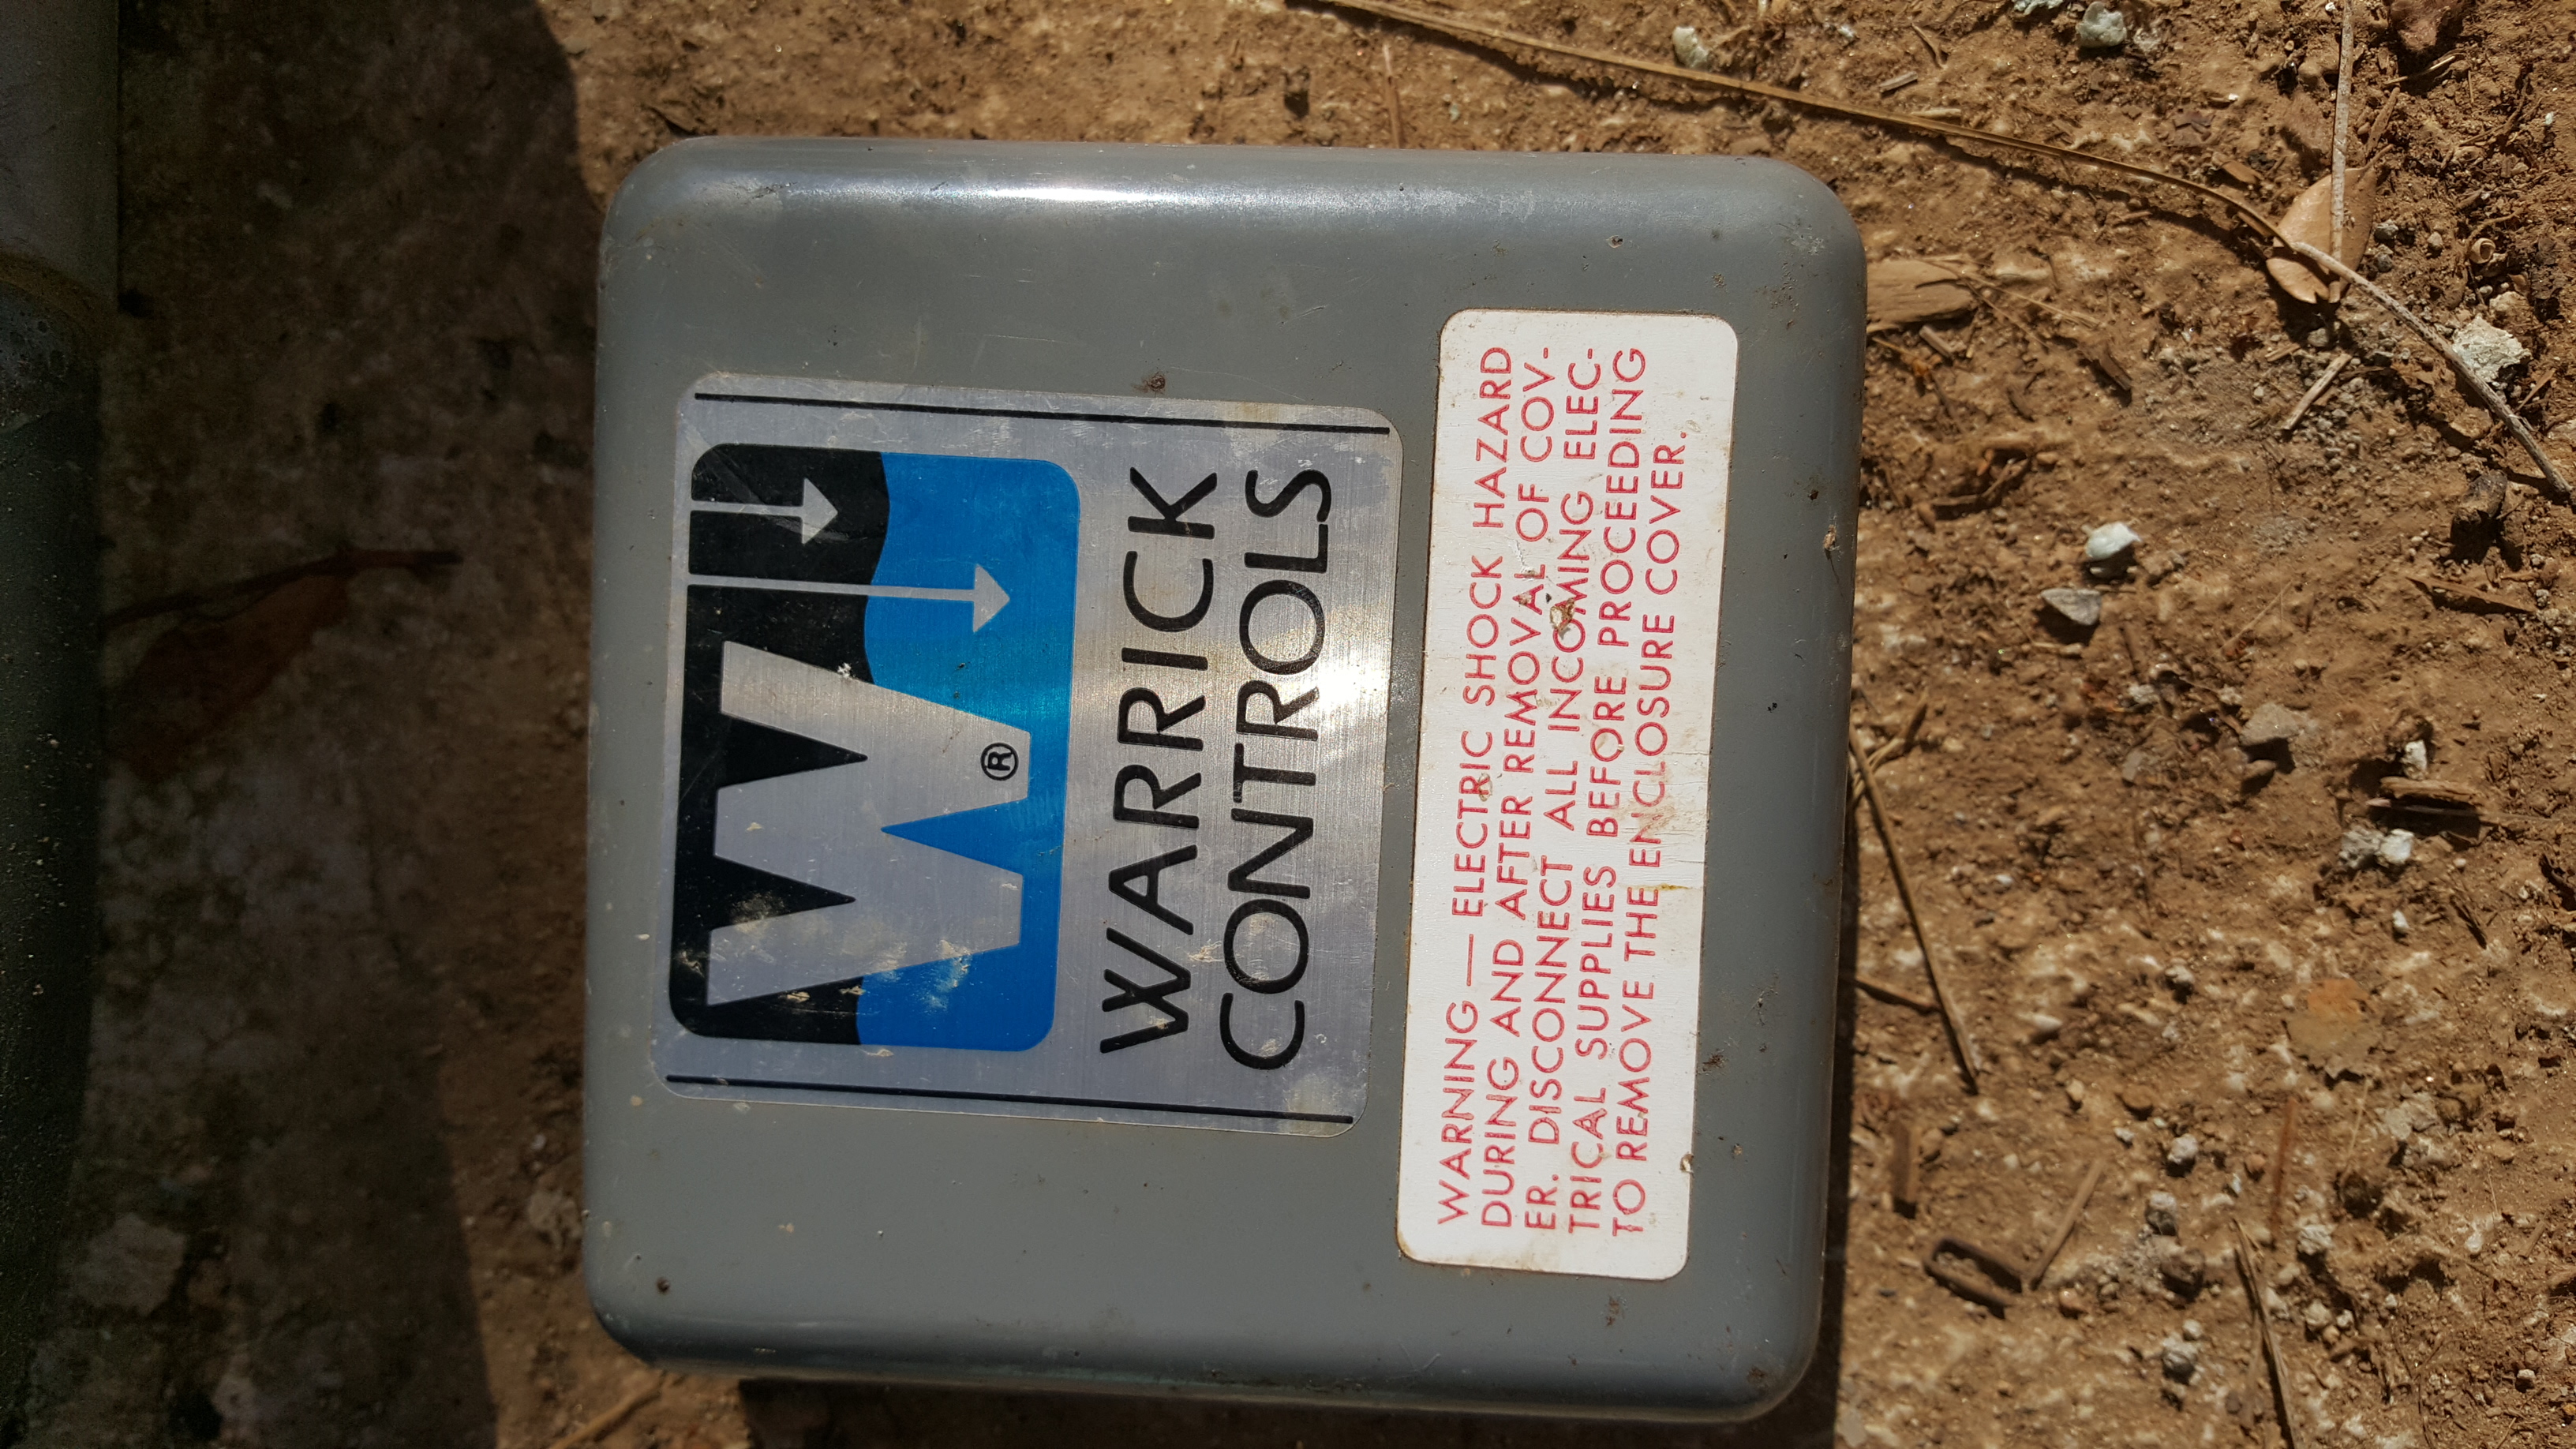 W®
WARRICK
CONTROLS
WARNING — ELECTRIC SHOCK HAZARD
DURING AND AFTER REMOVAL OF COV-
ER. DISCONNECT ALL INCOMING ELEC-
TRICAL SUPPLIES BEFORE PROCEEDING
TO REMOVE THE ENCLOSURE COVER.